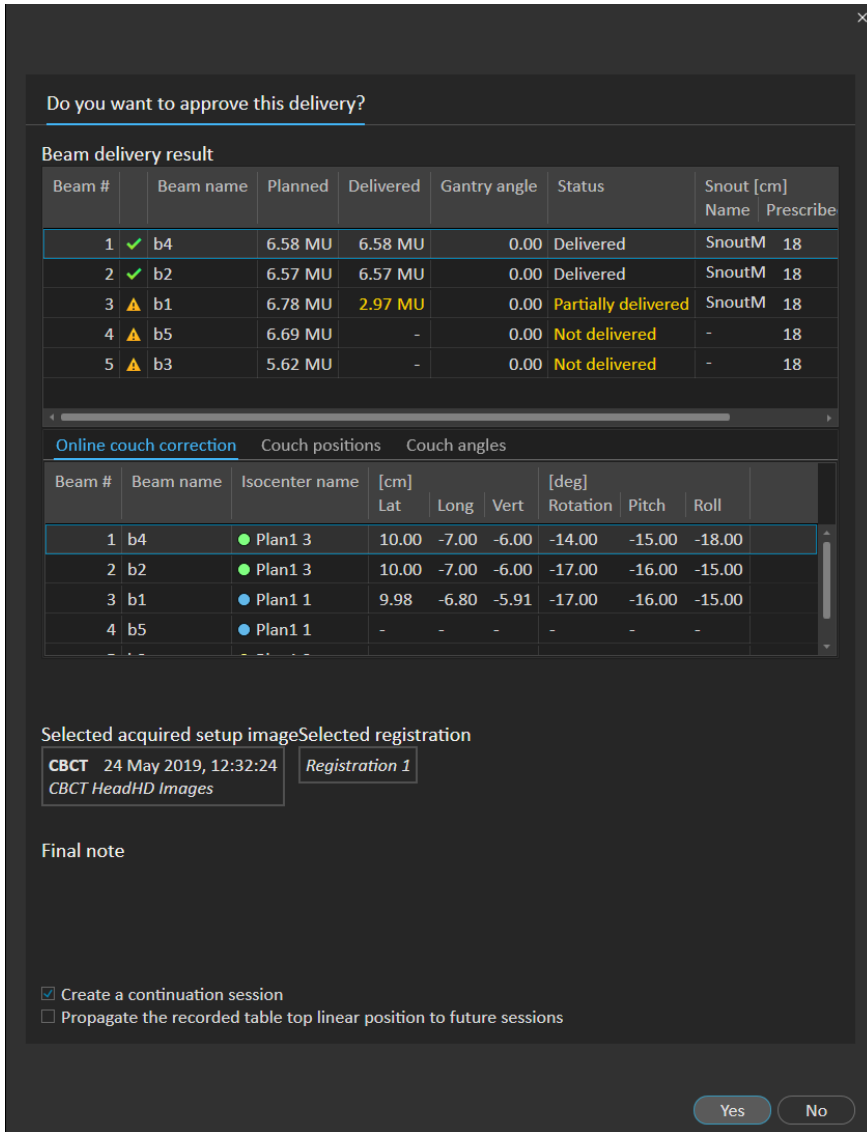 ×
Do you want to approve this delivery?
Beam delivery result
Beam # Beam name Planned Delivered Gantry angle Status Snout [cm]
Name Prescribe
1 b4 6.58 MU 6.58 MU 0.00 Delivered SnoutM 18
2 b2 6.57 MU 6.57 MU 0.00 Delivered SnoutM 18
3 b1 6.78 MU 2.97 MU 0.00 Partially delivered SnoutM 18
4 b5 6.69 MU - 0.00 Not delivered - 18
5 b3 5.62 MU - 0.00 Not delivered - 18
Online couch correction Couch positions Couch angles
Beam # Beam name Isocenter name [cm] [deg]
Lat Long Vert Rotation Pitch Roll
1 b4 Plan1 3 10.00 -7.00 -6.00 -14.00 -15.00 -18.00
2 b2 Plan1 3 10.00 -7.00 -6.00 -17.00 -16.00 -15.00
3 b1 Plan1 1 9.98 -6.80 -5.91 -17.00 -16.00 -15.00
4 b5 Plan1 1 - - - - - -
Selected acquired setup image Selected registration
CBCT 24 May 2019, 12:32:24 Registration 1
CBCT HeadHD Images
Final note
Create a continuation session
Propagate the recorded table top linear position to future sessions
Yes No